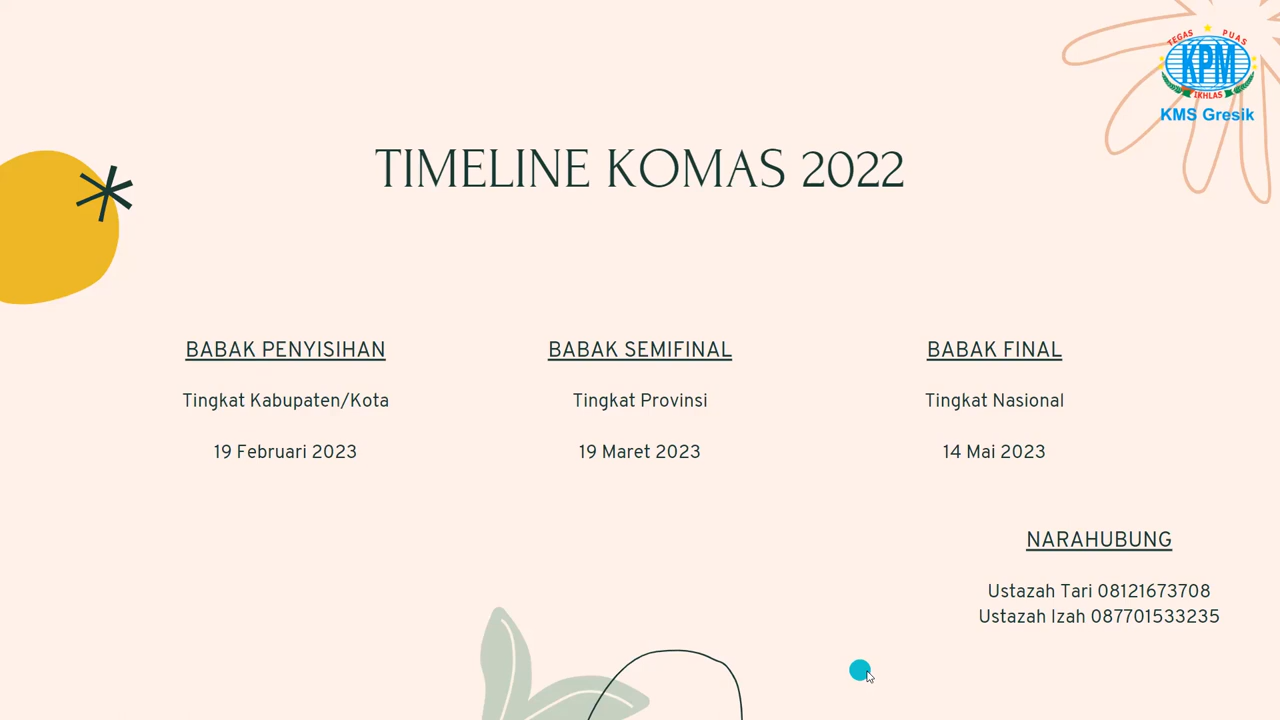 TEGAS PUAS
KPM
IKHLAS
KMS Gresik
TIMELINE KOMAS 2022
BABAK PENYISIHAN
Tingkat Kabupaten/Kota
19 Februari 2023
BABAK SEMIFINAL
Tingkat Provinsi
19 Maret 2023
BABAK FINAL
Tingkat Nasional
14 Mai 2023
NARAHUBUNG
Ustazah Tari 08121673708
Ustazah Izah 087701533235